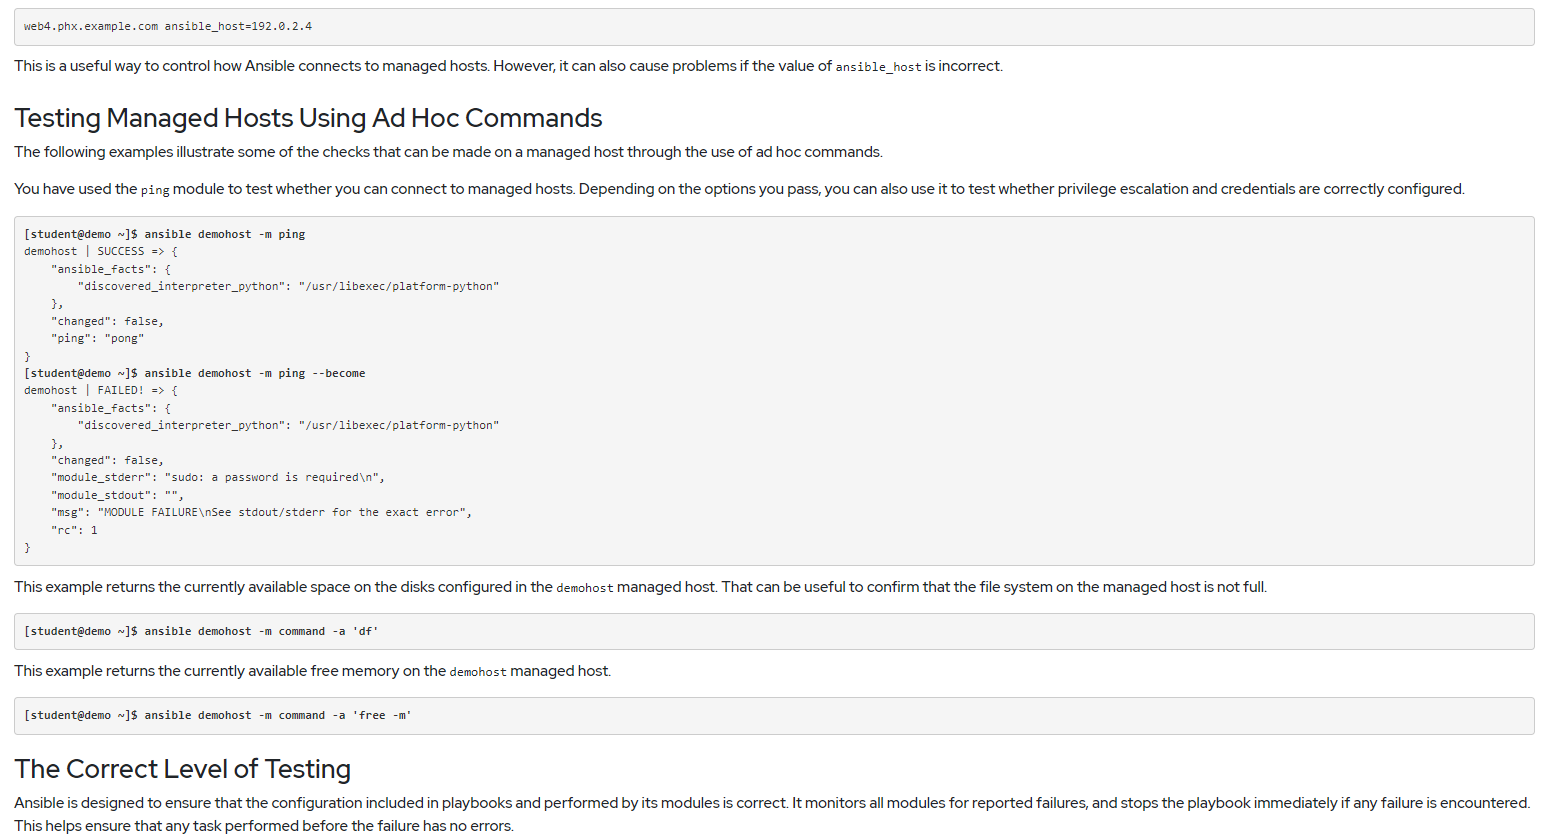 web4.phx.example.com ansible_host=192.0.2.4
This is a useful way to control how Ansible connects to managed hosts. However, it can also cause problems if the value of ansible_host is incorrect.
Testing Managed Hosts Using Ad Hoc Commands
The following examples illustrate some of the checks that can be made on a managed host through the use of ad hoc commands.
You have used the ping module to test whether you can connect to managed hosts. Depending on the options you pass, you can also use it to test whether privilege escalation and credentials are correctly configured.
[student@demo ~]$ ansible demohost -m ping
demohost | SUCCESS => {
    "ansible_facts": {
        "discovered_interpreter_python": "/usr/libexec/platform-python"
    },
    "changed": false,
    "ping": "pong"
}
[student@demo ~]$ ansible demohost -m ping --become
demohost | FAILED! => {
    "ansible_facts": {
        "discovered_interpreter_python": "/usr/libexec/platform-python"
    },
    "changed": false,
    "module_stderr": "sudo: a password is required\n",
    "module_stdout": "",
    "msg": "MODULE FAILURE\nSee stdout/stderr for the exact error",
    "rc": 1
}
This example returns the currently available space on the disks configured in the demohost managed host. That can be useful to confirm that the file system on the managed host is not full.
[student@demo ~]$ ansible demohost -m command -a 'df'
This example returns the currently available free memory on the demohost managed host.
[student@demo ~]$ ansible demohost -m command -a 'free -m'
The Correct Level of Testing
Ansible is designed to ensure that the configuration included in playbooks and performed by its modules is correct. It monitors all modules for reported failures, and stops the playbook immediately if any failure is encountered.
This helps ensure that any task performed before the failure has no errors.